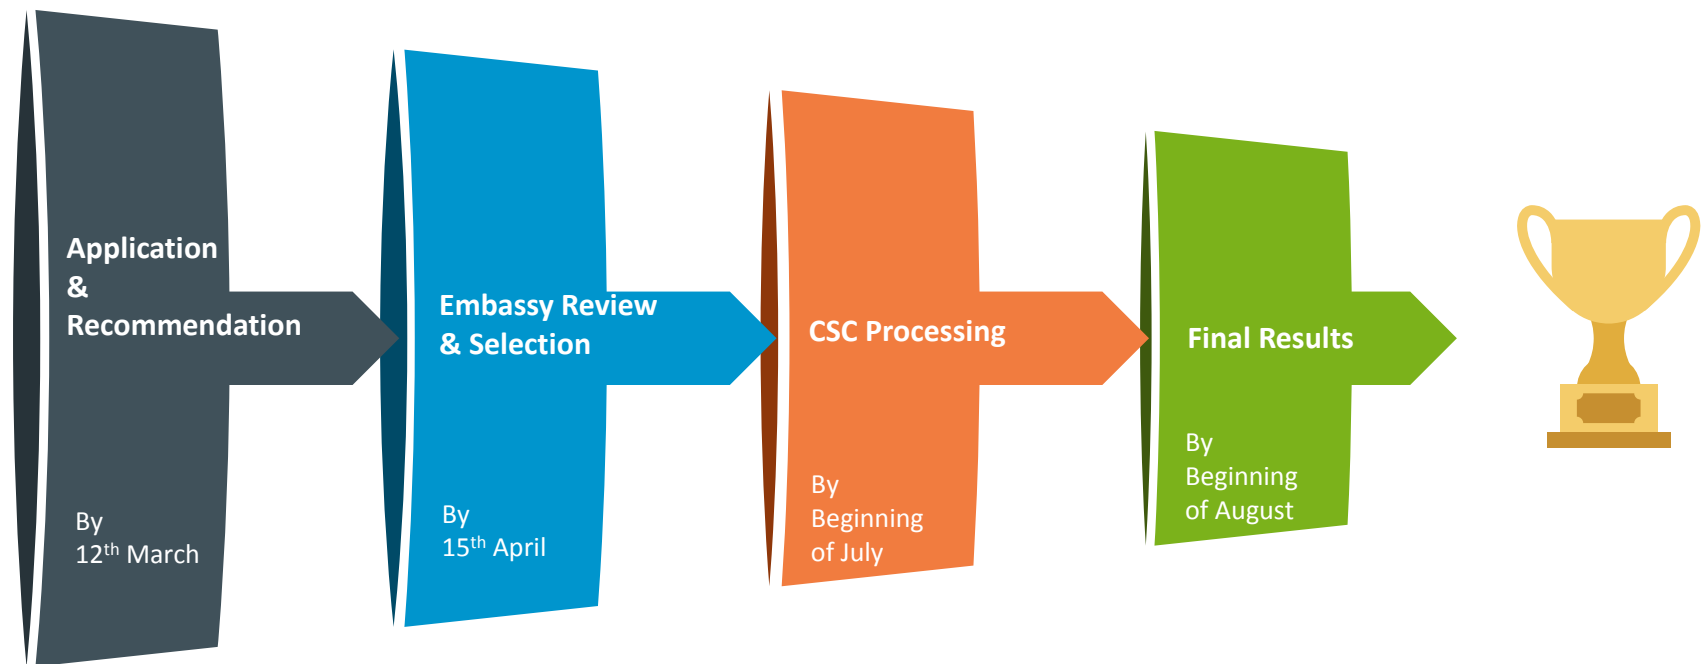 Application
&
Recommendation
By
12th March
Embassy Review
& Selection
By
15th April
CSC Processing
By
Beginning
of July
Final Results
By
Beginning
of August